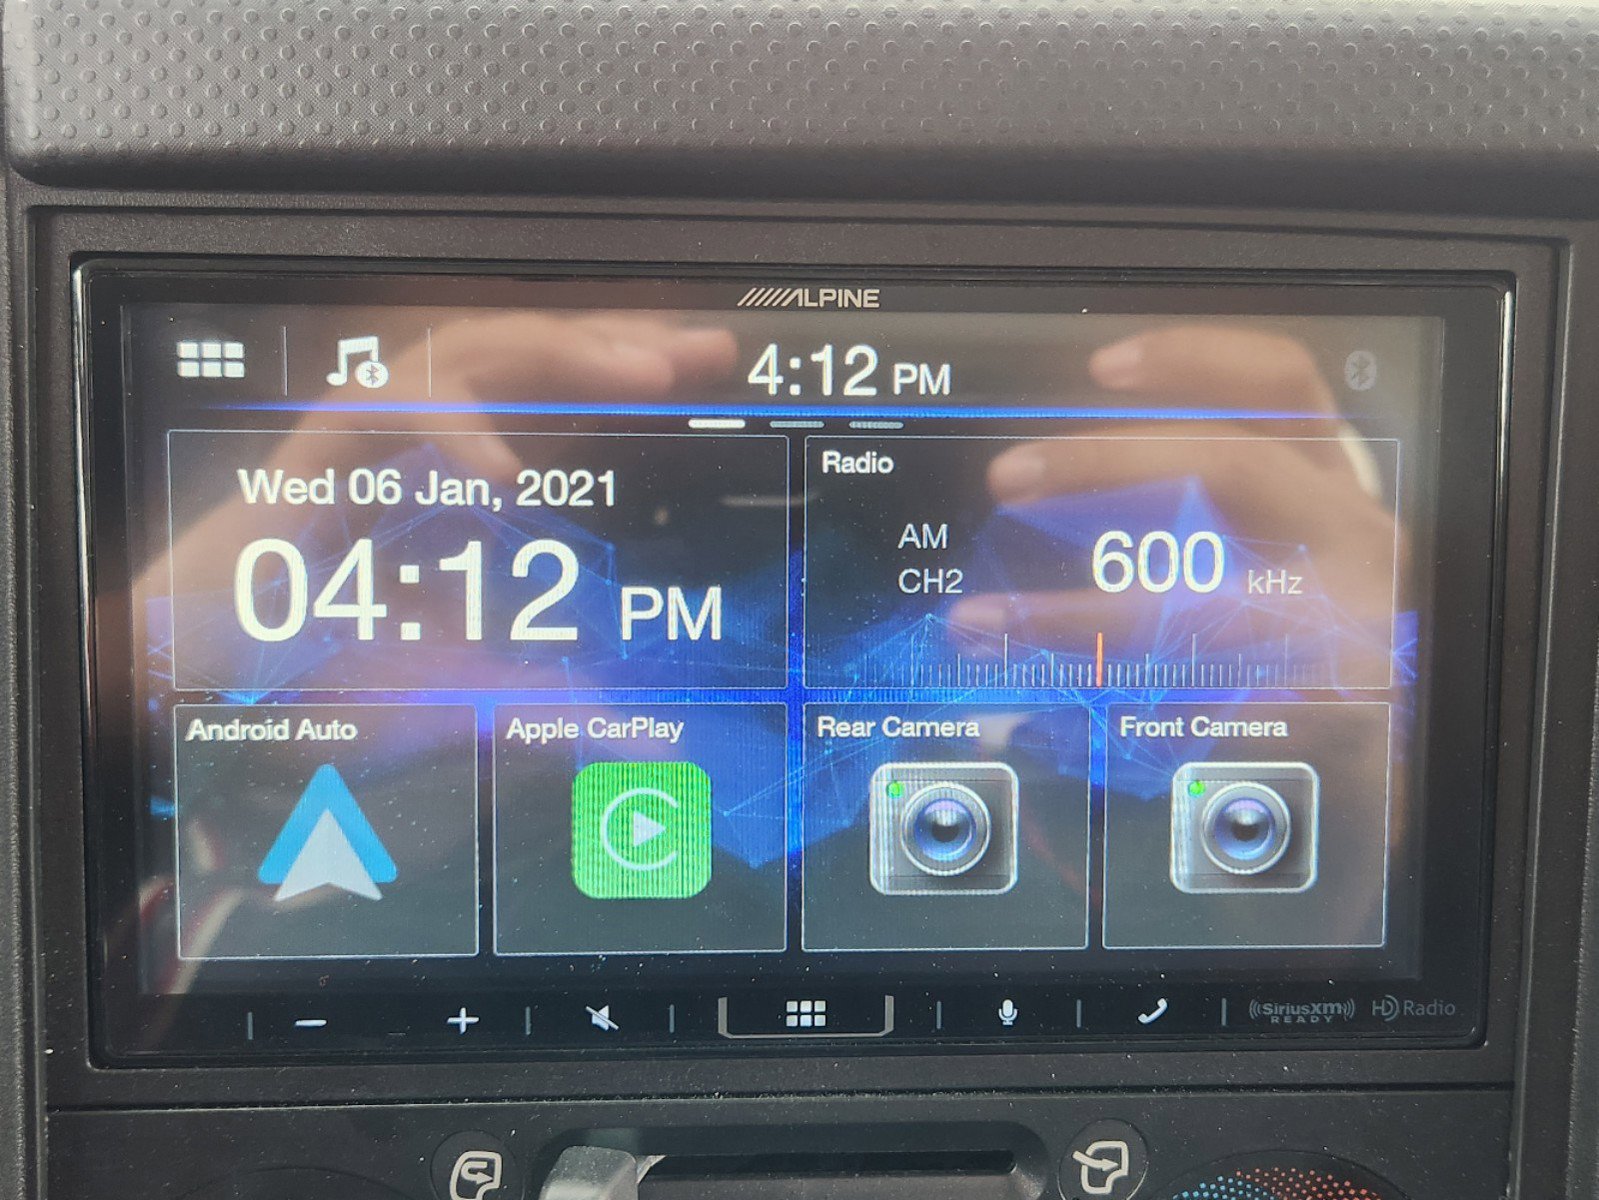 ALPINE
4:12 PM
Wed 06 Jan, 2021
04:12 PM
Radio
AM
CH2
600 kHz
Android Auto
Apple CarPlay
Rear Camera
Front Camera
((SiriusXM))
READY
HD Radio